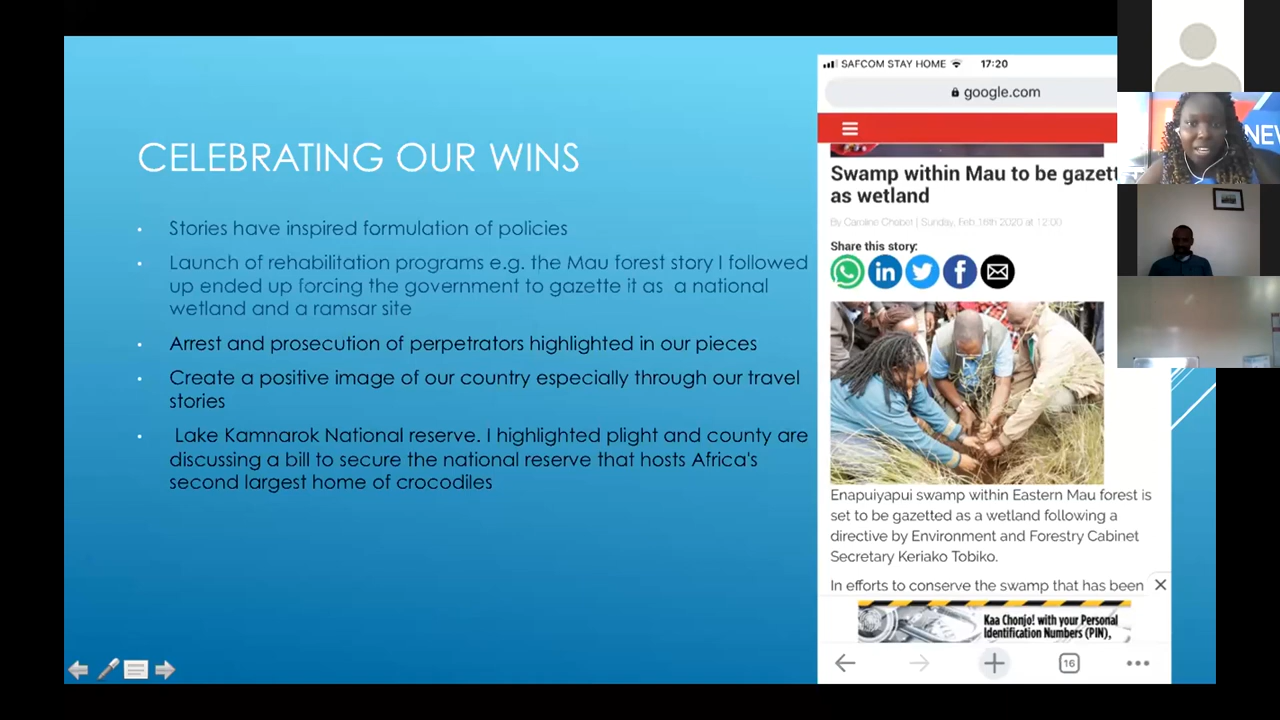 CELEBRATING OUR WINS
Stories have inspired formulation of policies
Launch of rehabilitation programs e.g. the Mau forest story I followed
up ended up forcing the government to gazette it as a national
wetland and a ramsar site
Arrest and prosecution of perpetrators highlighted in our pieces
Create a positive image of our country especially through our travel
stories
Lake Kamnarok National reserve. I highlighted plight and county are
discussing a bill to secure the national reserve that hosts Africa's
second largest home of crocodiles
SAFCOM STAY HOME 17:20
google.com
Swamp within Mau to be gazett
as wetland
By Caroline Chebet | Sunday, Feb 16th 2020 at 12:00
Share this story:
Enapuiyapui swamp within Eastern Mau forest is
set to be gazetted as a wetland following a
directive by Environment and Forestry Cabinet
Secretary Keriako Tobiko.
In efforts to conserve the swamp that has been
Kaa Chonjo! with your Personal
Identification Numbers (PIN),
16
NEW